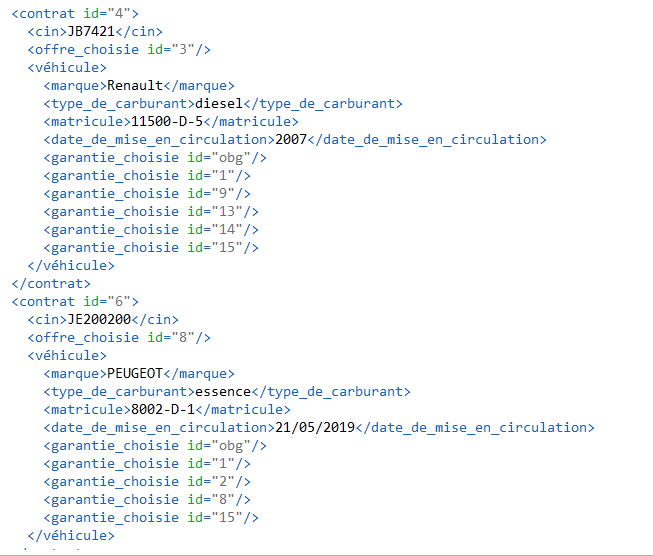 <contrat id="4">
<cin>JB7421</cin>
<offre_choisie id="3"/>
<véhicule>
<marque>Renault</marque>
<type_de_carburant>diesel</type_de_carburant>
<matricule>11500-D-5</matricule>
<date_de_mise_en_circulation>2007</date_de_mise_en_circulation>
<garantie_choisie id="obg"/>
<garantie_choisie id="1"/>
<garantie_choisie id="9"/>
<garantie_choisie id="13"/>
<garantie_choisie id="14"/>
<garantie_choisie id="15"/>
</véhicule>
</contrat>
<contrat id="6">
<cin>JE200200</cin>
<offre_choisie id="8"/>
<véhicule>
<marque>PEUGEOT</marque>
<type_de_carburant>essence</type_de_carburant>
<matricule>8002-D-1</matricule>
<date_de_mise_en_circulation>21/05/2019</date_de_mise_en_circulation>
<garantie_choisie id="obg"/>
<garantie_choisie id="1"/>
<garantie_choisie id="2"/>
<garantie_choisie id="8"/>
<garantie_choisie id="15"/>
</véhicule>